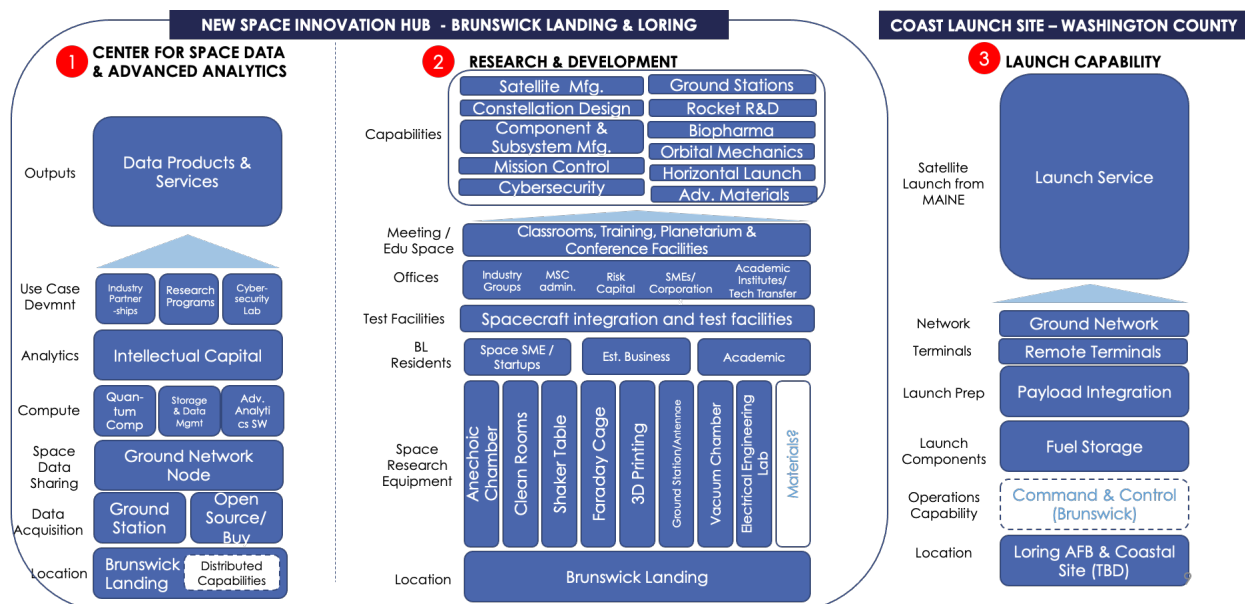 NEW SPACE INNOVATION HUB - BRUNSWICK LANDING & LORING
COAST LAUNCH SITE – WASHINGTON COUNTY
1
CENTER FOR SPACE DATA
& ADVANCED ANALYTICS
Outputs
Data Products &
Services
Use Case
Devmnt
Industry
Partner
-ships
Research
Programs
Cyber-
security
Lab
Analytics
Intellectual Capital
Compute
Quan-
tum
Comp
Storage
& Data
Mgmt
Adv.
Analyti
cs SW
Space
Data
Sharing
Ground Network
Node
Data
Acquisition
Ground
Station
Open
Source/
Buy
Location
Brunswick
Landing
Distributed
Capabilities
2
RESEARCH & DEVELOPMENT
Capabilities
Satellite Mfg.
Constellation Design
Component &
Subsystem Mfg.
Mission Control
Cybersecurity
Ground Stations
Rocket R&D
Biopharma
Orbital Mechanics
Horizontal Launch
Adv. Materials
Meeting /
Edu Space
Classrooms, Training, Planetarium &
Conference Facilities
Offices
Industry
Groups
MSC
admin.
Risk
Capital
SMEs/
Corporation
Academic
Institutes/
Tech Transfer
Test Facilities
Spacecraft integration and test facilities
BL
Residents
Space SME /
Startups
Est. Business
Academic
Space
Research
Equipment
Anechoic
Chamber
Clean Rooms
Shaker Table
Faraday Cage
3D Printing
Ground Station/Antennae
Vacuum Chamber
Electrical Engineering
Lab
Materials?
Location
Brunswick Landing
3
LAUNCH CAPABILITY
Satellite
Launch from
MAINE
Launch Service
Network
Ground Network
Terminals
Remote Terminals
Launch Prep
Payload Integration
Launch
Components
Fuel Storage
Operations
Capability
Command & Control
(Brunswick)
Location
Loring AFB & Coastal
Site (TBD)